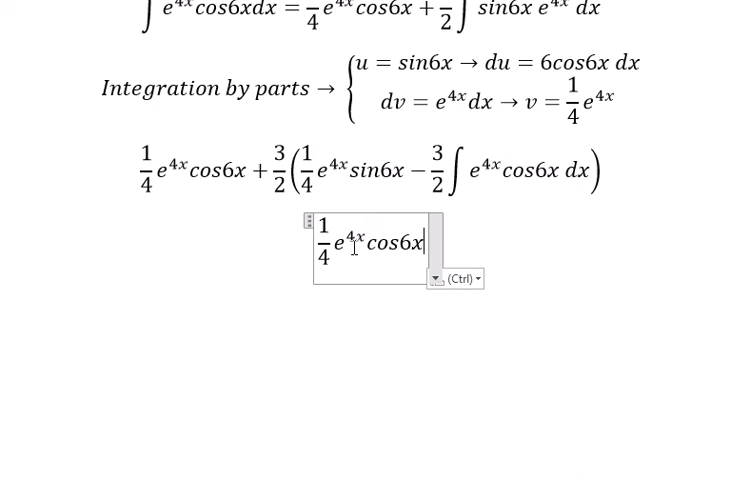 ∫ e^{4x}cos6xdx = 1/4 e^{4x}cos6x + 3/2 ∫ sin6x e^{4x} dx
Integration by parts → { u = sin6x → du = 6cos6x dx
dv = e^{4x}dx → v = 1/4 e^{4x}
1/4 e^{4x}cos6x + 3/2 (1/4 e^{4x}sin6x − 3/2 ∫ e^{4x}cos6x dx)
1/4 e^{4x}cos6x
(Ctrl)